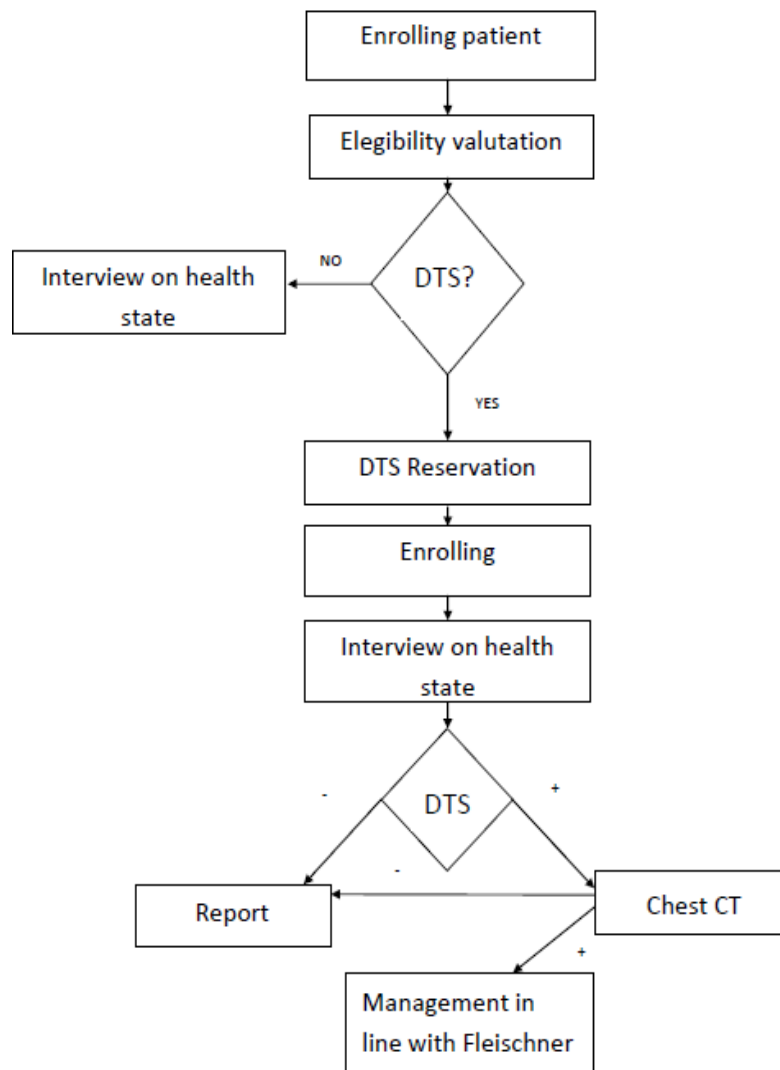 Enrolling patient
Elegibility valutation
DTS?
NO
Interview on health
state
YES
DTS Reservation
Enrolling
Interview on health
state
DTS
-
+
-
Report
Chest CT
+
Management in
line with Fleischner